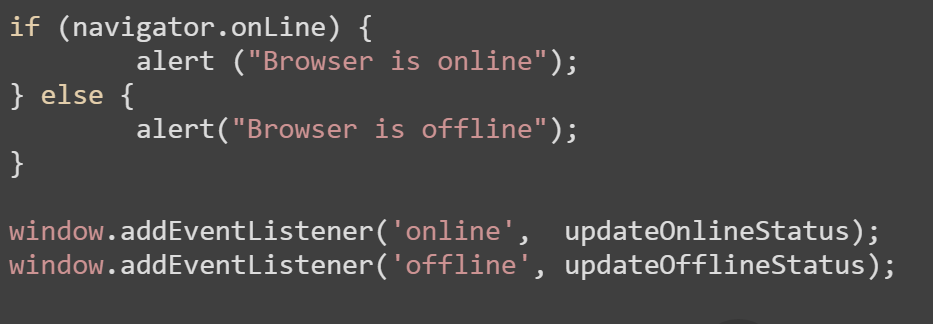 if (navigator.onLine) {
        alert ("Browser is online");
} else {
        alert("Browser is offline");
}
window.addEventListener('online',  updateOnlineStatus);
window.addEventListener('offline', updateOfflineStatus);